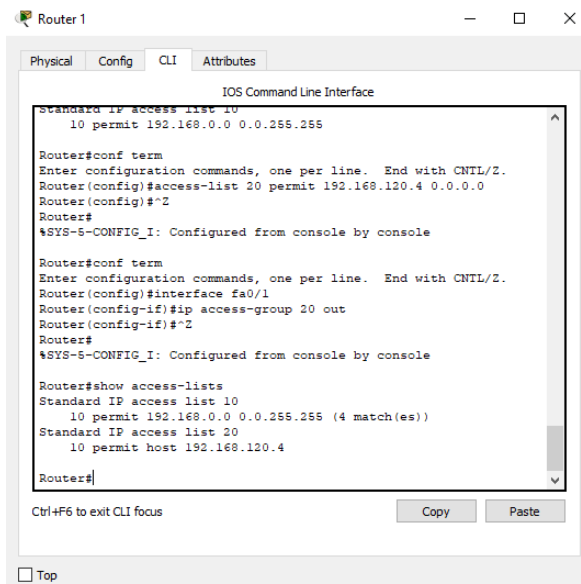 Router 1
Physical Config CLI Attributes
IOS Command Line Interface
Standard IP access list 10
10 permit 192.168.0.0 0.0.255.255
Router#conf term
Enter configuration commands, one per line. End with CNTL/Z.
Router(config)#access-list 20 permit 192.168.120.4 0.0.0.0
Router(config)#^Z
Router#
%SYS-5-CONFIG_I: Configured from console by console
Router#conf term
Enter configuration commands, one per line. End with CNTL/Z.
Router(config)#interface fa0/1
Router(config-if)#ip access-group 20 out
Router(config-if)#^Z
Router#
%SYS-5-CONFIG_I: Configured from console by console
Router#show access-lists
Standard IP access list 10
10 permit 192.168.0.0 0.0.255.255 (4 match(es))
Standard IP access list 20
10 permit host 192.168.120.4
Router#
Ctrl+F6 to exit CLI focus Copy Paste
Top